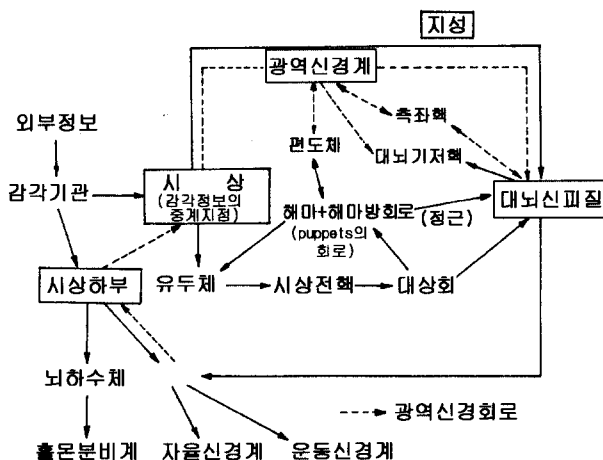 지성
광역신경계
외부정보
측좌핵
편도체
대뇌기저핵
감각기관
시 상
(감각정보의
중계지점)
해마+해마방회로
(정근)
대뇌신피질
(puppets의
회로)
시상하부
유두체
시상전핵
대상회
뇌하수체
광역신경회로
홀몬분비계
자율신경계
운동신경계